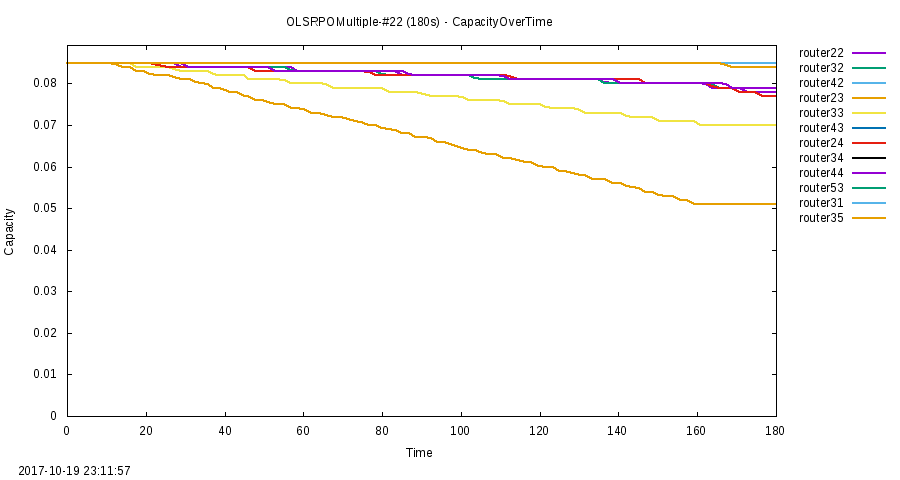 OLSRPOMultiple-#22 (180s) - CapacityOverTime
router22
router32
router42
router23
router33
router43
router24
router34
router44
router53
router31
router35
0.08
0.07
0.06
0.05
0.04
0.03
0.02
0.01
0
Capacity
0 20 40 60 80 100 120 140 160 180
Time
2017-10-19 23:11:57